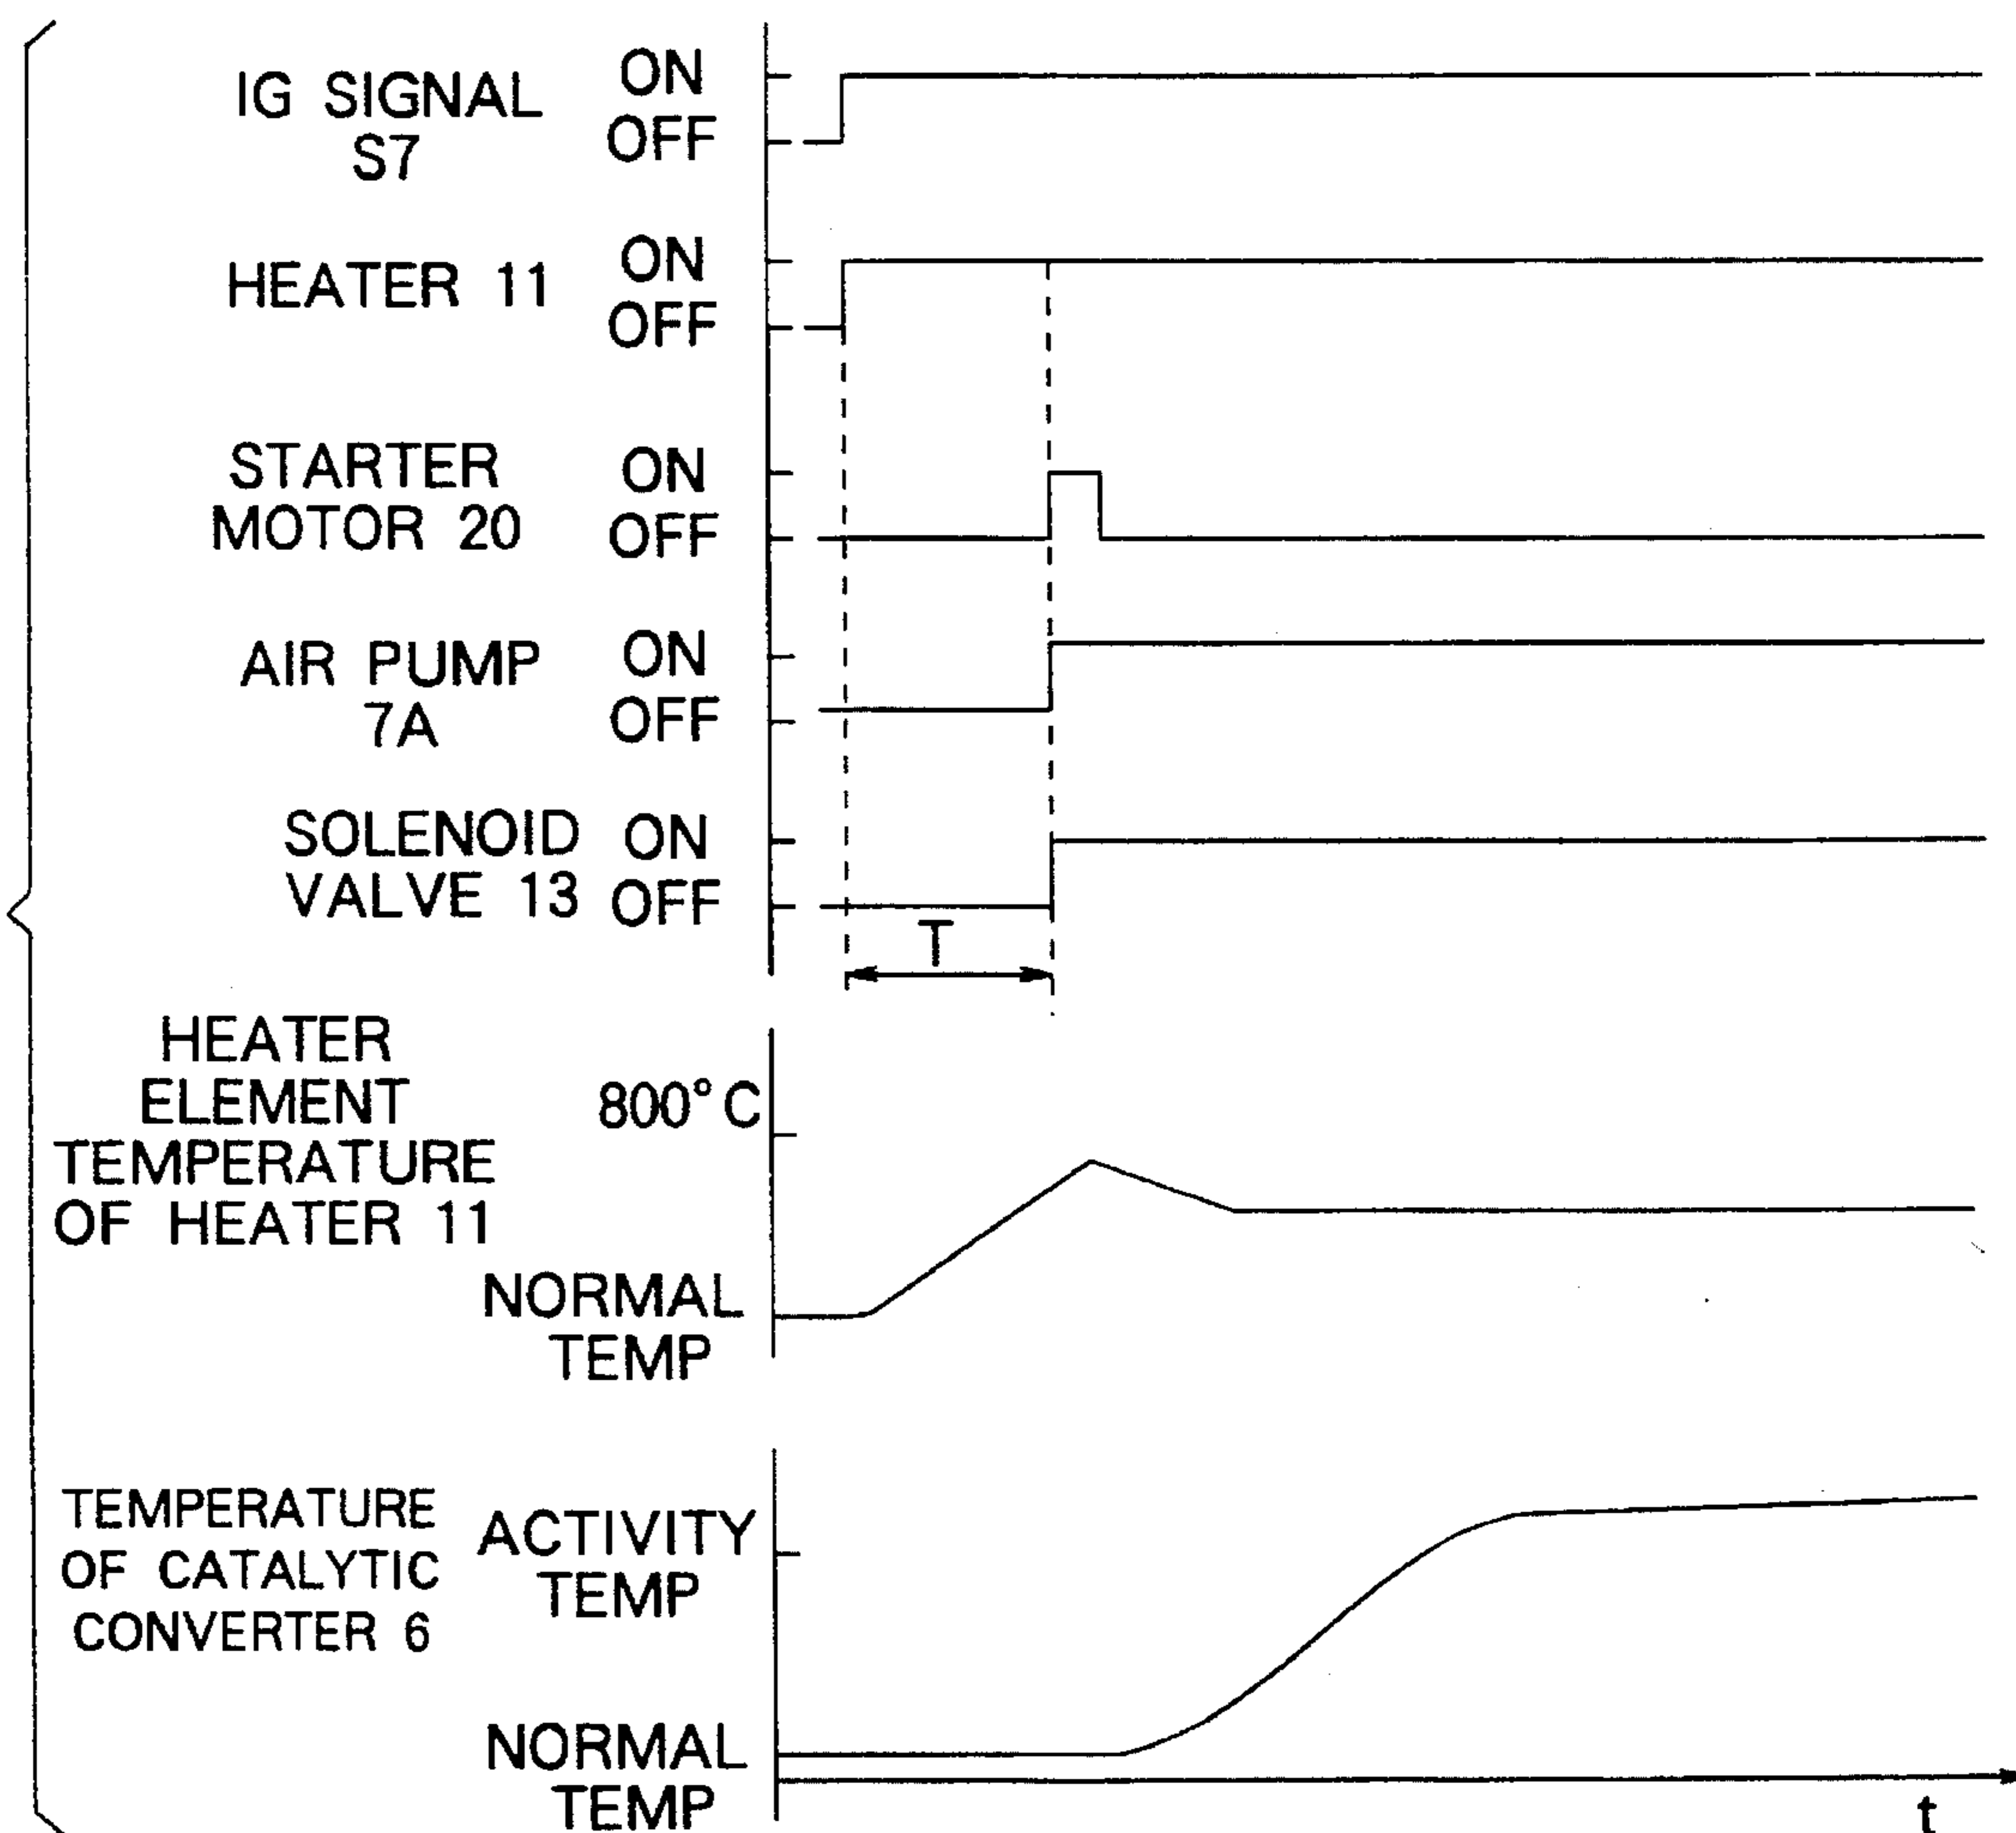 IG SIGNAL
S7
ON
OFF
HEATER 11
ON
OFF
STARTER
MOTOR 20
ON
OFF
AIR PUMP
7A
ON
OFF
SOLENOID
VALVE 13
ON
OFF
T
HEATER
ELEMENT
TEMPERATURE
OF HEATER 11
800°C
NORMAL
TEMP
TEMPERATURE
OF CATALYTIC
CONVERTER 6
ACTIVITY
TEMP
NORMAL
TEMP
t